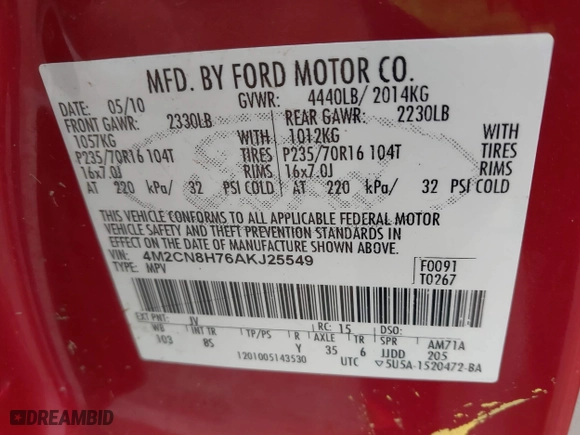 MFD. BY FORD MOTOR CO.
DATE: 05/10 GVWR: 4440LB/ 2014KG
FRONT GAWR: 2330LB REAR GAWR: 2230LB
1057KG WITH 1012KG WITH
P235/70R16 104T TIRES P235/70R16 104T TIRES
16x7.0J RIMS 16x7.0J RIMS
AT 220 kPa/ 32 PSI COLD AT 220 kPa/ 32 PSI COLD
THIS VEHICLE CONFORMS TO ALL APPLICABLE FEDERAL MOTOR
VEHICLE SAFETY AND THEFT PREVENTION STANDARDS IN
EFFECT ON THE DATE OF MANUFACTURE SHOWN ABOVE.
VIN: 4M2CN8H76AKJ25549 F0091
TYPE: MPV T0267
EXT PNT: JV RC: 15 DSO:
WB INT TR TP/PS R AXLE TR SPR AM71A
103 85 Y 35 6 JJDD 205
1201005143530 UTC 5U5A-1520472-BA
DREAMBID